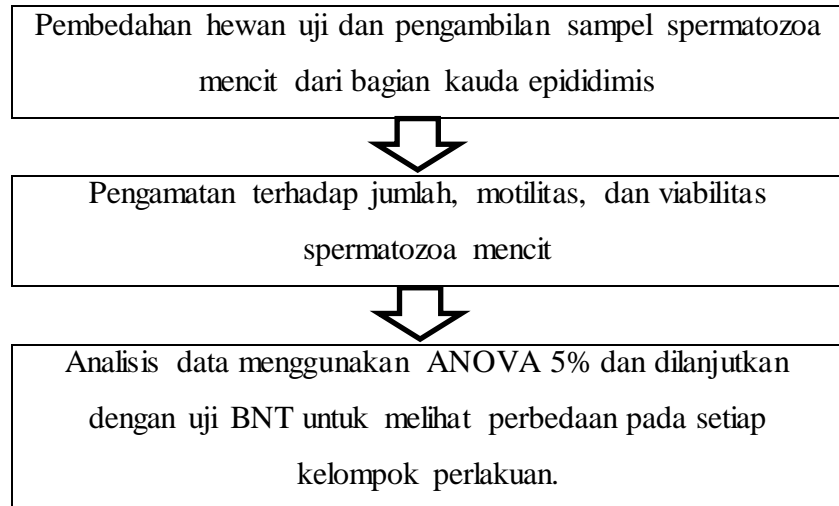 Pembedahan hewan uji dan pengambilan sampel spermatozoa
mencit dari bagian kauda epididimis
Pengamatan terhadap jumlah, motilitas, dan viabilitas
spermatozoa mencit
Analisis data menggunakan ANOVA 5% dan dilanjutkan
dengan uji BNT untuk melihat perbedaan pada setiap
kelompok perlakuan.